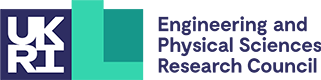 UK
RI
Engineering and
Physical Sciences
Research Council